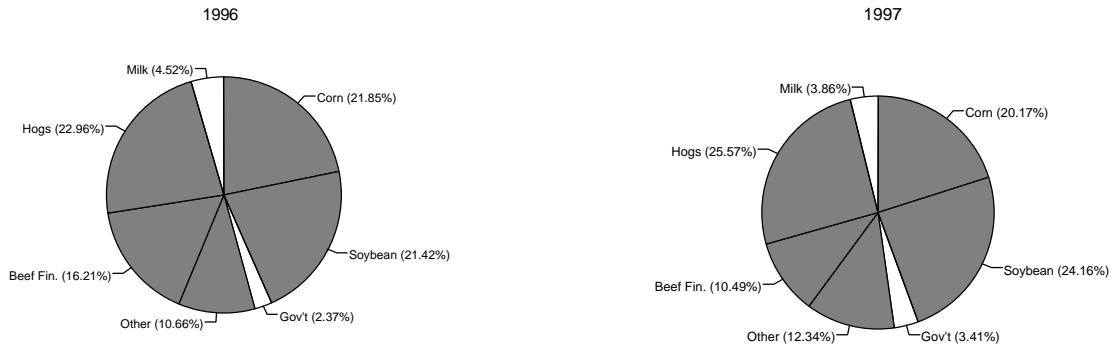 1996
Milk (4.52%)
Corn (21.85%)
Hogs (22.96%)
Soybean (21.42%)
Beef Fin. (16.21%)
Gov't (2.37%)
Other (10.66%)
1997
Milk (3.86%)
Corn (20.17%)
Hogs (25.57%)
Soybean (24.16%)
Beef Fin. (10.49%)
Other (12.34%)
Gov't (3.41%)